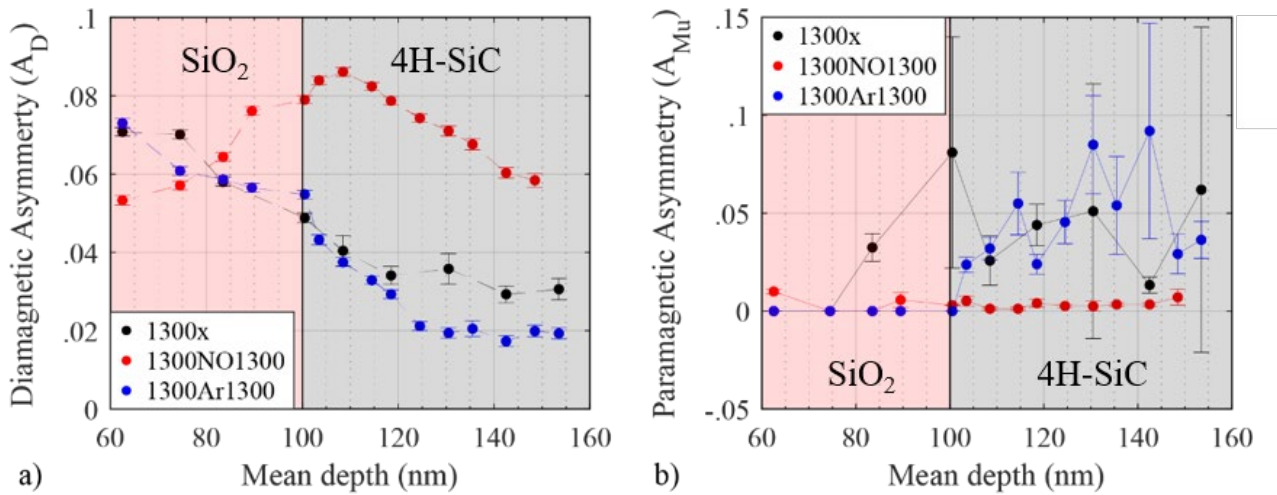 Diamagnetic Asymmerty (A_D)
.1
.08
.06
.04
.02
0
SiO₂
4H-SiC
1300x
1300NO1300
1300Ar1300
60 80 100 120 140 160
Mean depth (nm)
a)
Paramagnetic Asymmetry (A_Mu)
.15
.1
.05
0
-.05
1300x
1300NO1300
1300Ar1300
SiO₂
4H-SiC
60 80 100 120 140 160
Mean depth (nm)
b)